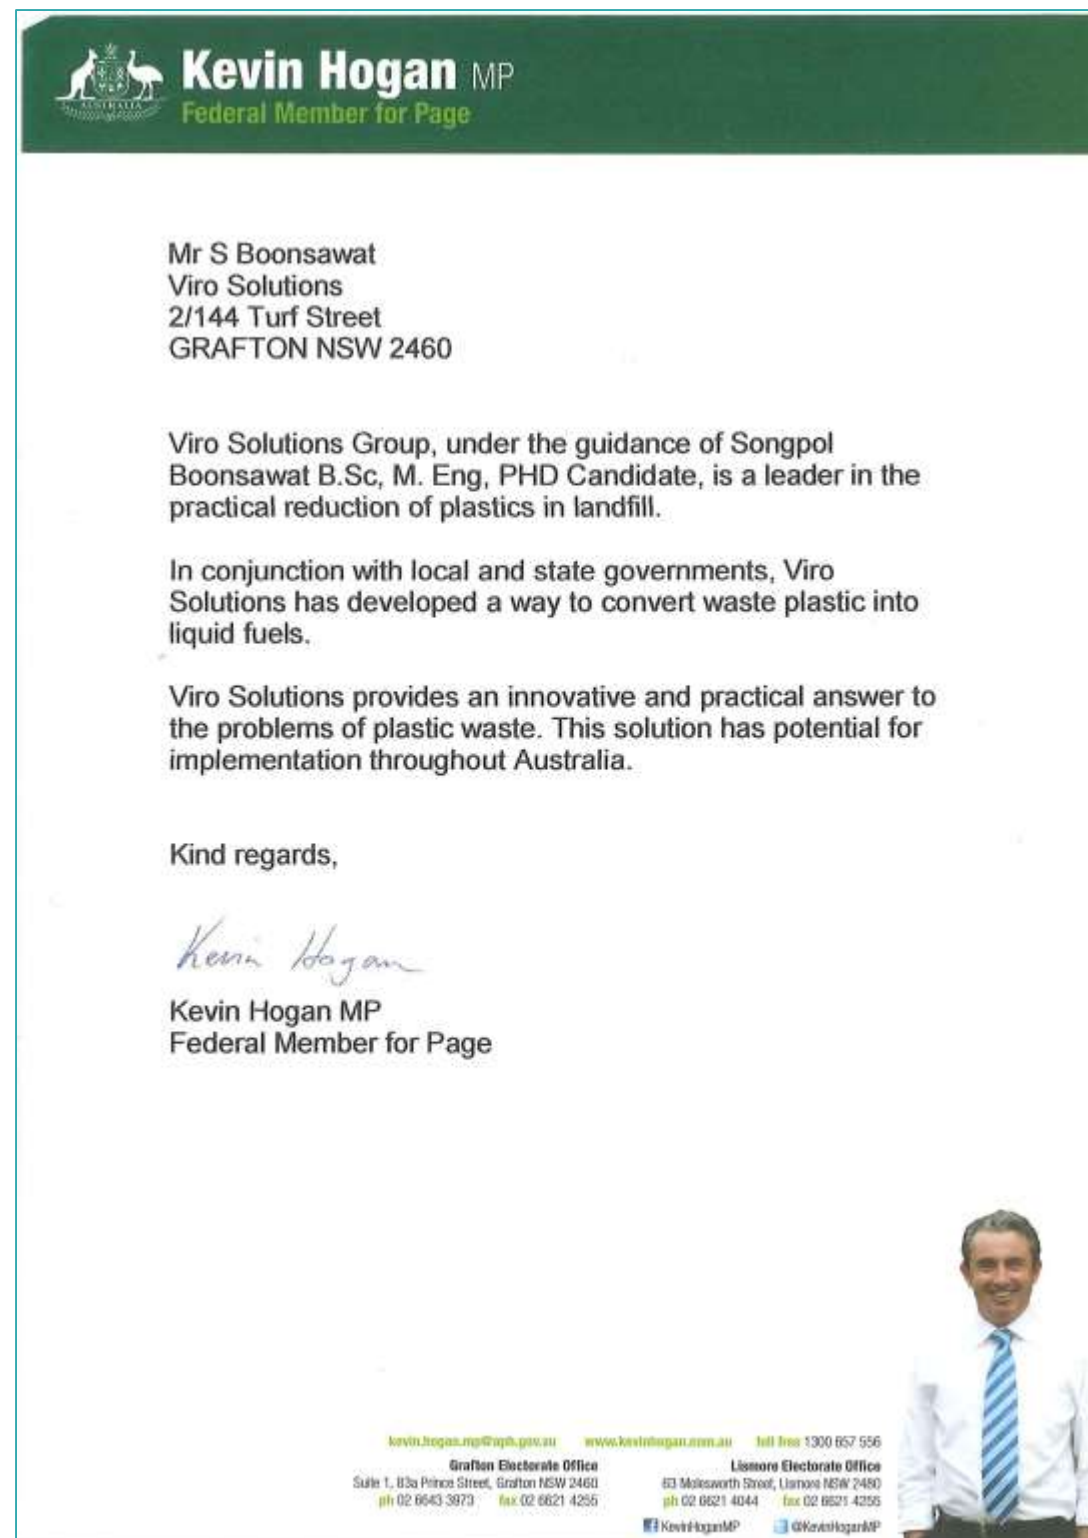 AUSTRALIA
Kevin Hogan MP
Federal Member for Page
Mr S Boonsawat
Viro Solutions
2/144 Turf Street
GRAFTON NSW 2460
Viro Solutions Group, under the guidance of Songpol
Boonsawat B.Sc, M. Eng, PHD Candidate, is a leader in the
practical reduction of plastics in landfill.
In conjunction with local and state governments, Viro
Solutions has developed a way to convert waste plastic into
liquid fuels.
Viro Solutions provides an innovative and practical answer to
the problems of plastic waste. This solution has potential for
implementation throughout Australia.
Kind regards,
Kevin Hogan
Kevin Hogan MP
Federal Member for Page
kevin.hogan.mp@aph.gov.au www.kevinhogan.com.au toll free 1300 657 556
Grafton Electorate Office
Suite 1, 83a Prince Street, Grafton NSW 2460
ph 02 6643 3973 fax 02 6621 4255
Lismore Electorate Office
63 Molesworth Street, Lismore NSW 2480
ph 02 6621 4044 fax 02 6621 4255
KevinHoganMP @KevinHoganMP